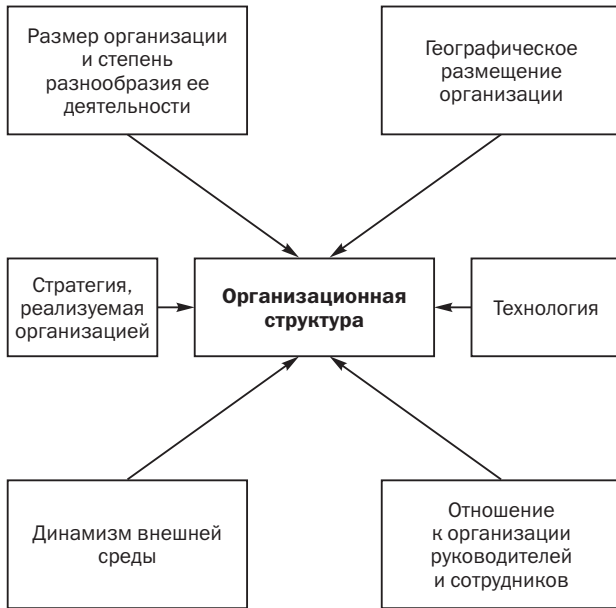 Размер организации
и степень
разнообразия ее
деятельности
Географическое
размещение
организации
Стратегия,
реализуемая
организацией
Организационная
структура
Технология
Динамизм внешней
среды
Отношение
к организации
руководителей
и сотрудников